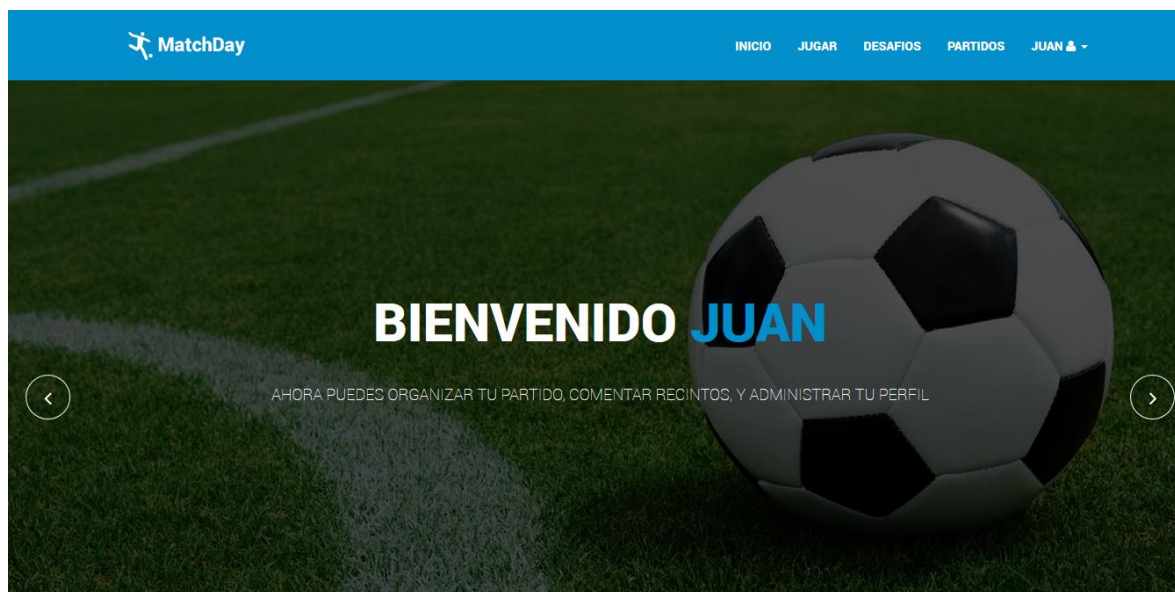 MatchDay
INICIO JUGAR DESAFIOS PARTIDOS JUAN
BIENVENIDO JUAN
AHORA PUEDES ORGANIZAR TU PARTIDO, COMENTAR RECINTOS, Y ADMINISTRAR TU PERFIL